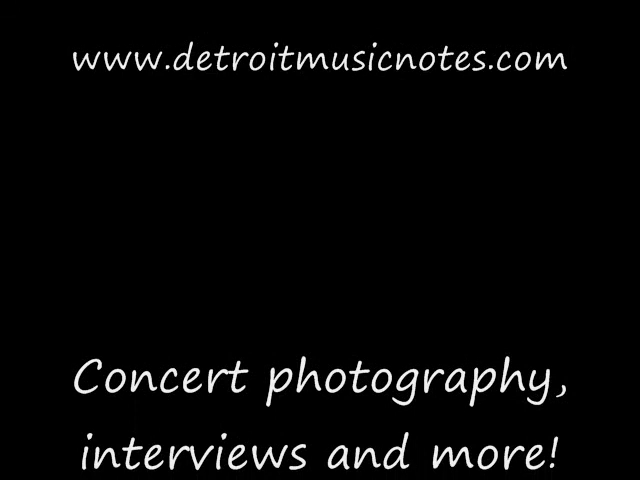 www.detroitmusicnotes.com
Concert photography,
interviews and more!